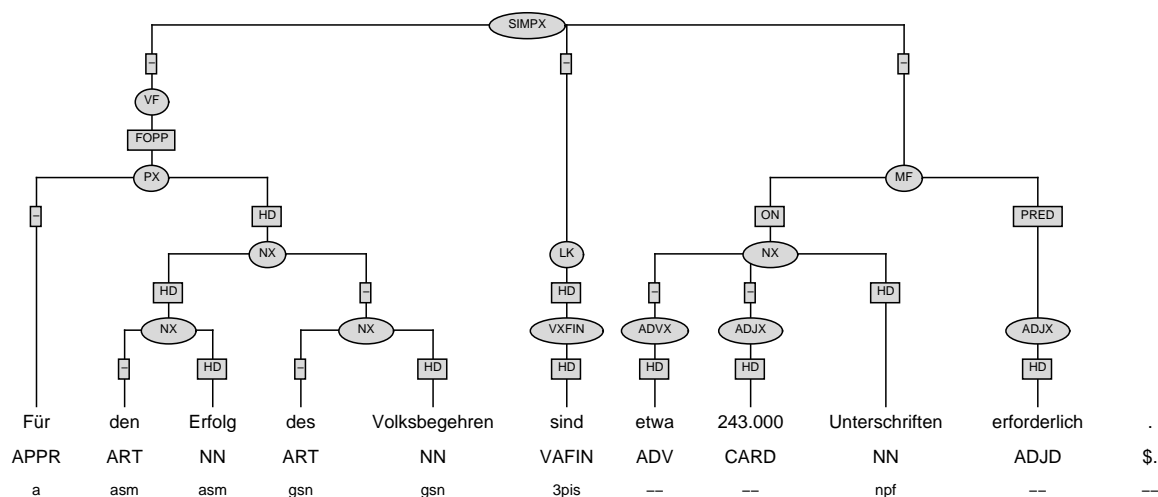 SIMPX
– – –
VF
FOPP
PX MF
– HD ON PRED
NX LK NX
HD – HD – – HD
NX NX VXFIN ADVX ADJX ADJX
– HD – HD HD HD HD HD
Für den Erfolg des Volksbegehren sind etwa 243.000 Unterschriften erforderlich .
APPR ART NN ART NN VAFIN ADV CARD NN ADJD $.
a asm asm gsn gsn 3pis –– –– npf –– ––